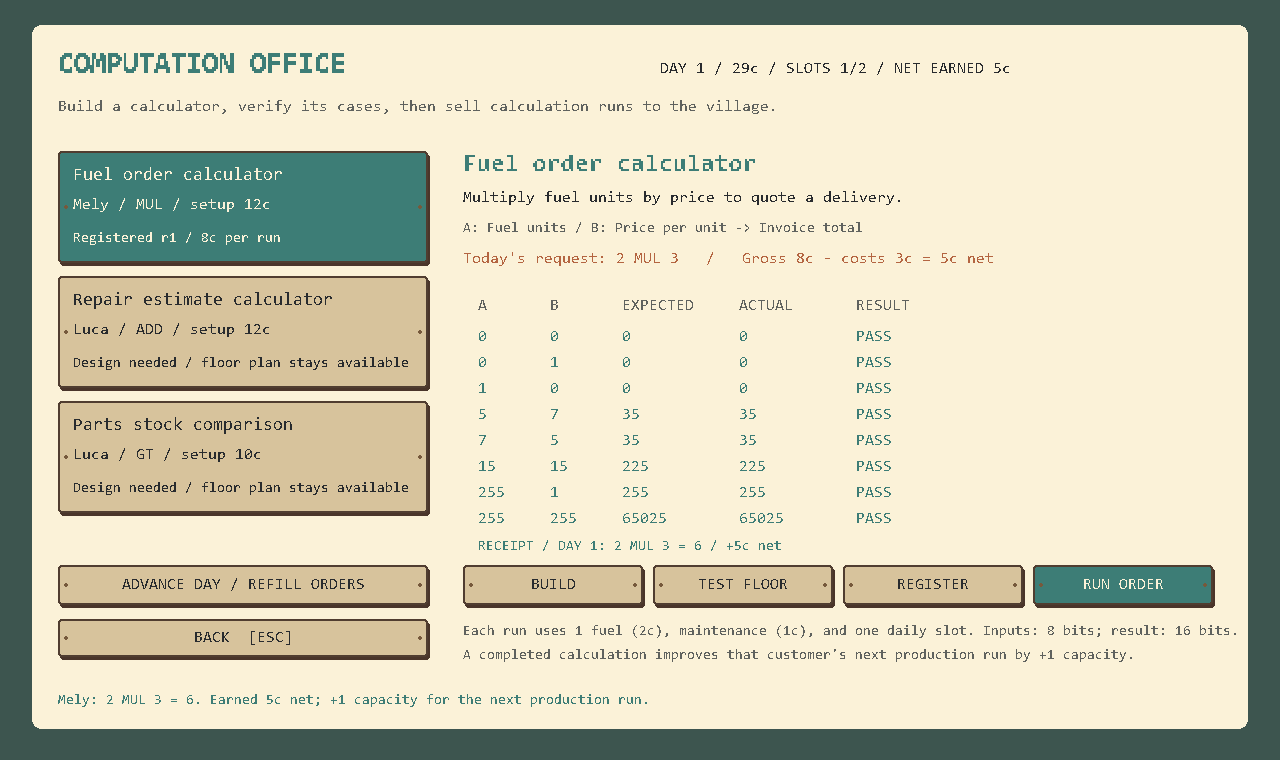 COMPUTATION OFFICE
DAY 1 / 29c / SLOTS 1/2 / NET EARNED 5c
Build a calculator, verify its cases, then sell calculation runs to the village.
Fuel order calculator
Mely / MUL / setup 12c
Registered r1 / 8c per run
Repair estimate calculator
Luca / ADD / setup 12c
Design needed / floor plan stays available
Parts stock comparison
Luca / GT / setup 10c
Design needed / floor plan stays available
ADVANCE DAY / REFILL ORDERS
BACK [ESC]
Fuel order calculator
Multiply fuel units by price to quote a delivery.
A: Fuel units / B: Price per unit -> Invoice total
Today's request: 2 MUL 3 / Gross 8c - costs 3c = 5c net
A B EXPECTED ACTUAL RESULT
0 0 0 0 PASS
0 1 0 0 PASS
1 0 0 0 PASS
5 7 35 35 PASS
7 5 35 35 PASS
15 15 225 225 PASS
255 1 255 255 PASS
255 255 65025 65025 PASS
RECEIPT / DAY 1: 2 MUL 3 = 6 / +5c net
BUILD TEST FLOOR REGISTER RUN ORDER
Each run uses 1 fuel (2c), maintenance (1c), and one daily slot. Inputs: 8 bits; result: 16 bits.
A completed calculation improves that customer's next production run by +1 capacity.
Mely: 2 MUL 3 = 6. Earned 5c net; +1 capacity for the next production run.